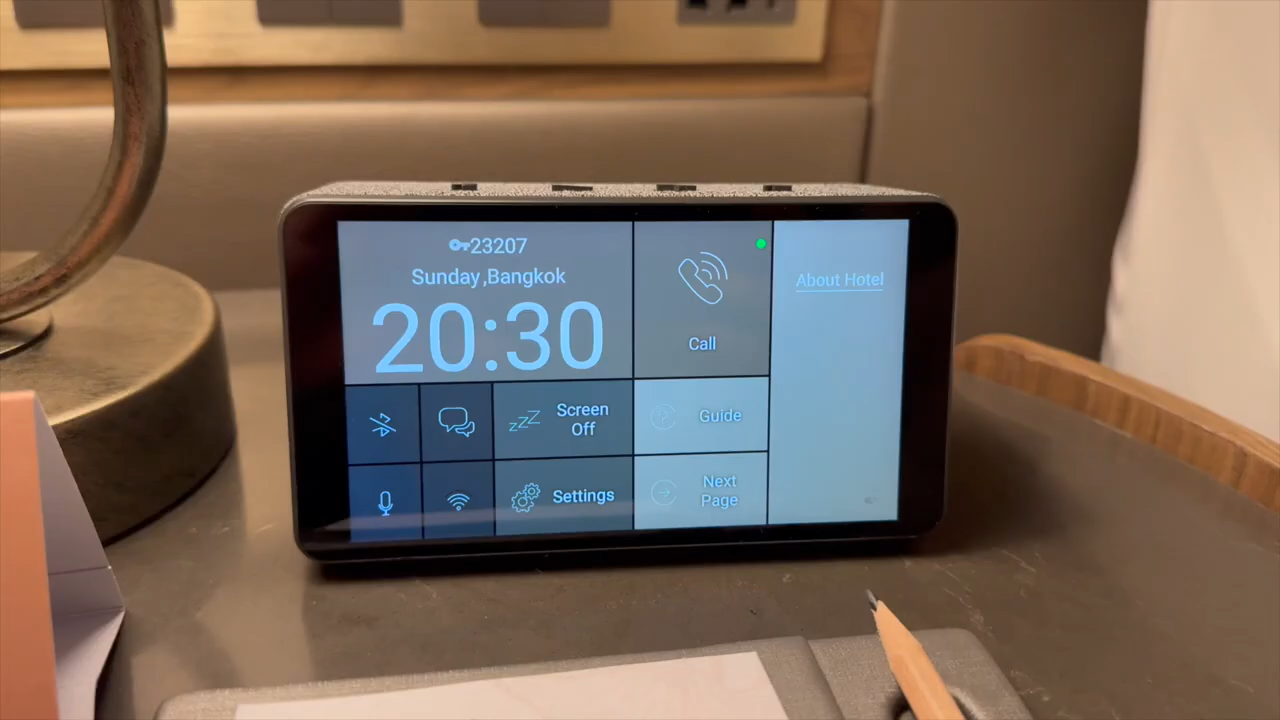 23207
Sunday,Bangkok
20:30
Call
About Hotel
Screen
Off
Guide
Settings
Next
Page